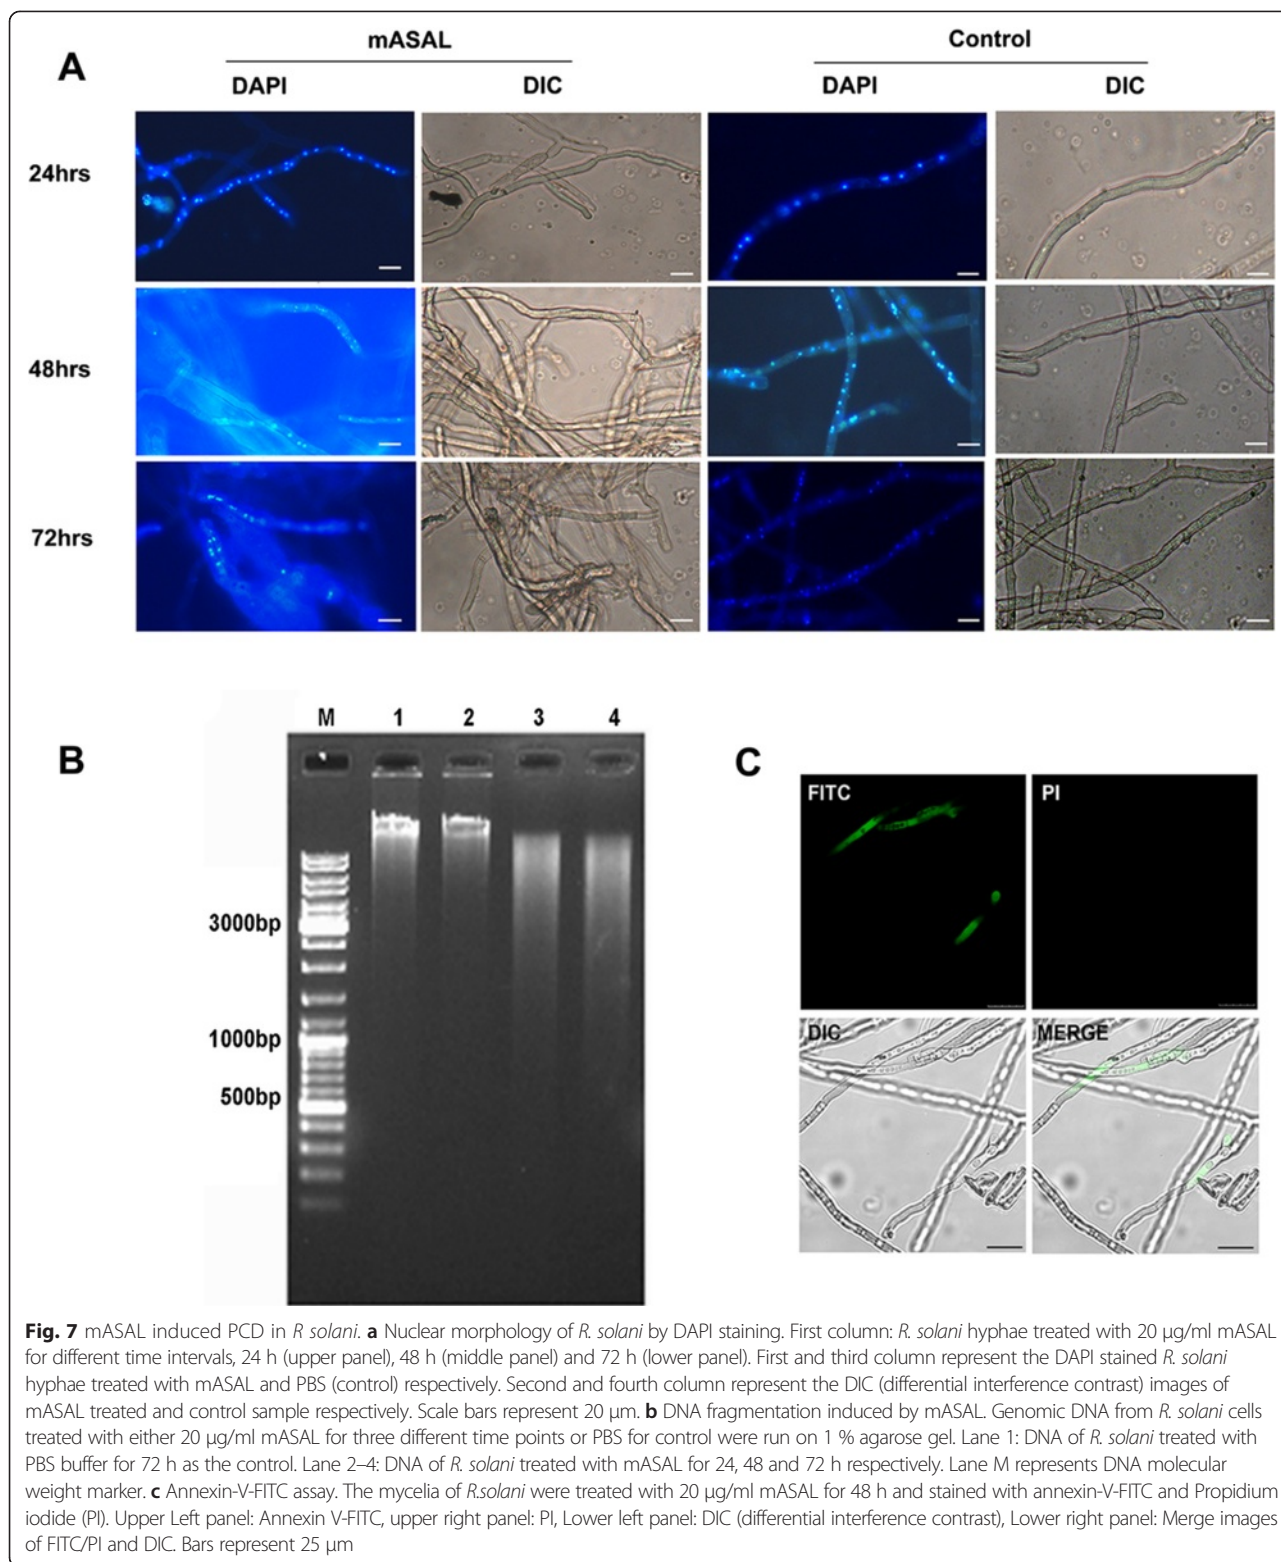 mASAL Control
A
DAPI DIC DAPI DIC
24hrs
48hrs
72hrs
B
M 1 2 3 4
3000bp
1000bp
500bp
C
FITC PI
DIC MERGE
Fig. 7 mASAL induced PCD in R solani. a Nuclear morphology of R. solani by DAPI staining. First column: R. solani hyphae treated with 20 μg/ml mASAL
for different time intervals, 24 h (upper panel), 48 h (middle panel) and 72 h (lower panel). First and third column represent the DAPI stained R. solani
hyphae treated with mASAL and PBS (control) respectively. Second and fourth column represent the DIC (differential interference contrast) images of
mASAL treated and control sample respectively. Scale bars represent 20 μm. b DNA fragmentation induced by mASAL. Genomic DNA from R. solani cells
treated with either 20 μg/ml mASAL for three different time points or PBS for control were run on 1 % agarose gel. Lane 1: DNA of R. solani treated with
PBS buffer for 72 h as the control. Lane 2–4: DNA of R. solani treated with mASAL for 24, 48 and 72 h respectively. Lane M represents DNA molecular
weight marker. c Annexin-V-FITC assay. The mycelia of R.solani were treated with 20 μg/ml mASAL for 48 h and stained with annexin-V-FITC and Propidium
iodide (PI). Upper Left panel: Annexin V-FITC, upper right panel: PI, Lower left panel: DIC (differential interference contrast), Lower right panel: Merge images
of FITC/PI and DIC. Bars represent 25 μm